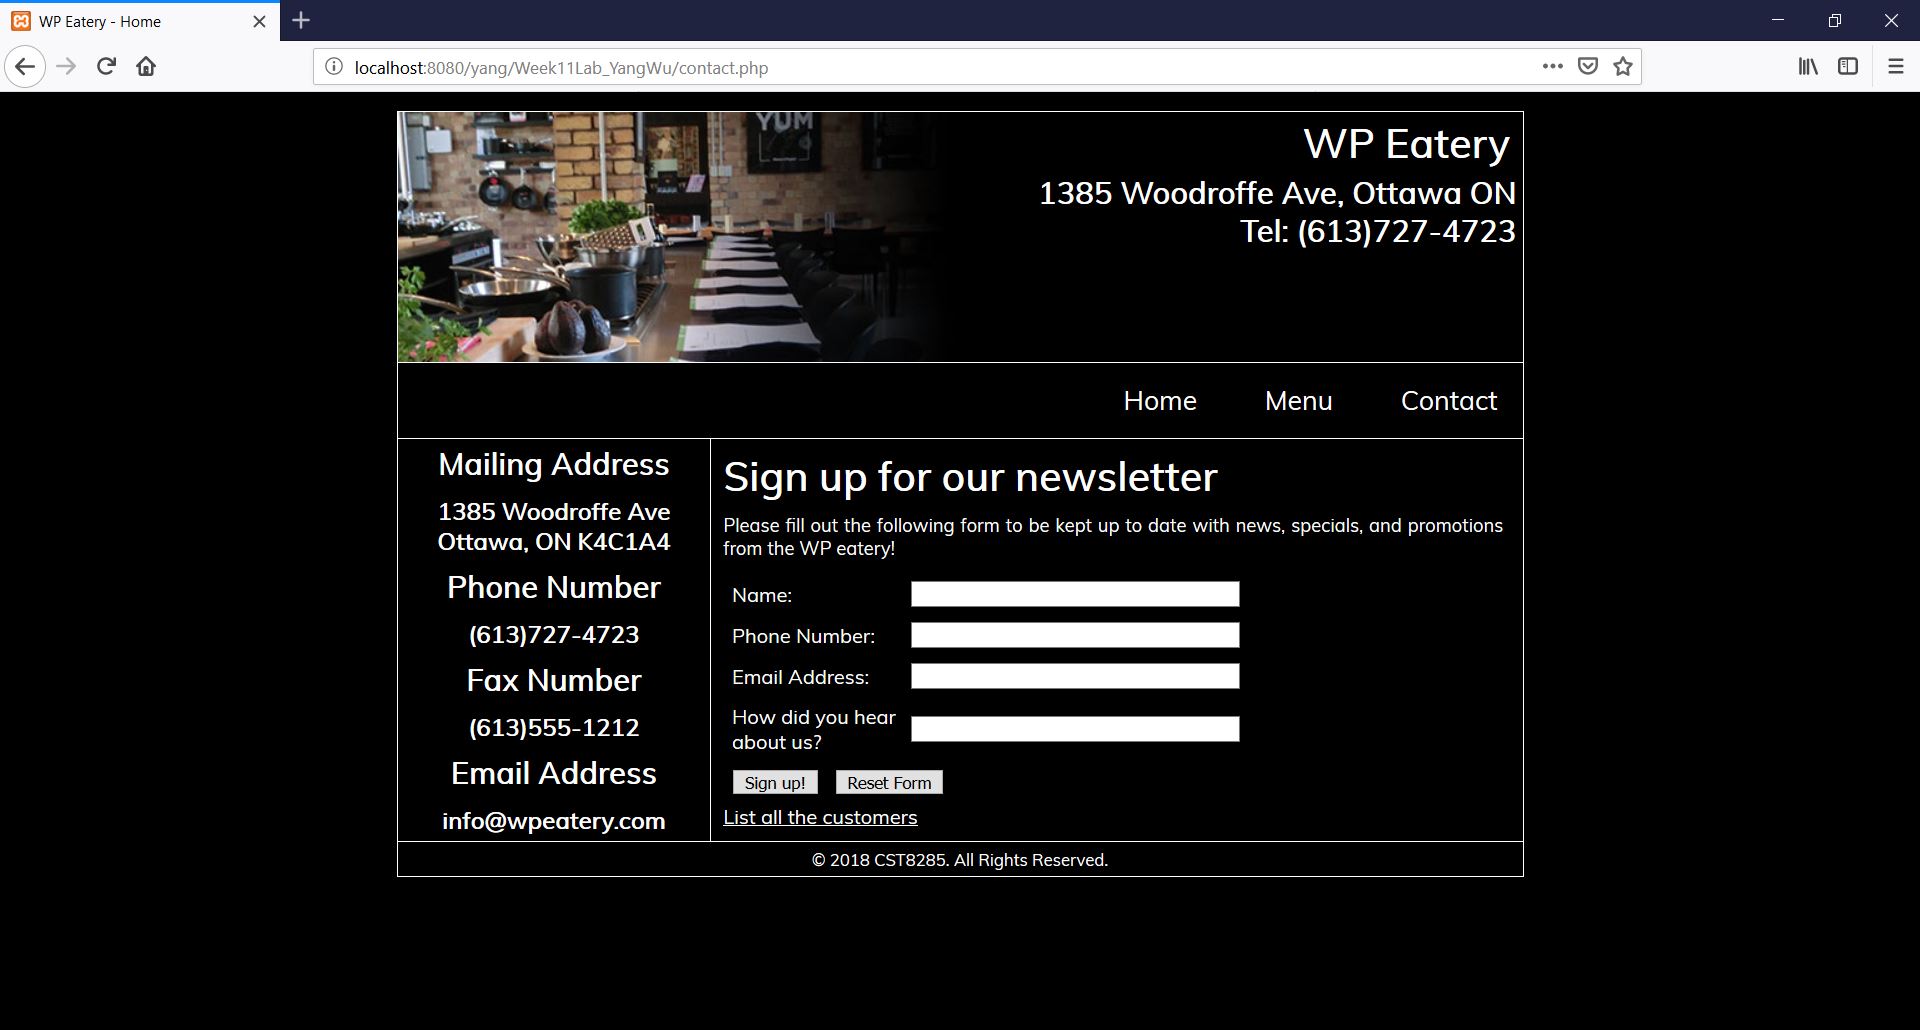 WP Eatery - Home
localhost:8080/yang/Week11Lab_YangWu/contact.php
YUM
WP Eatery
1385 Woodroffe Ave, Ottawa ON
Tel: (613)727-4723
Home Menu Contact
Mailing Address
1385 Woodroffe Ave
Ottawa, ON K4C1A4
Phone Number
(613)727-4723
Fax Number
(613)555-1212
Email Address
info@wpeatery.com
Sign up for our newsletter
Please fill out the following form to be kept up to date with news, specials, and promotions
from the WP eatery!
Name:
Phone Number:
Email Address:
How did you hear
about us?
Sign up! Reset Form
List all the customers
© 2018 CST8285. All Rights Reserved.